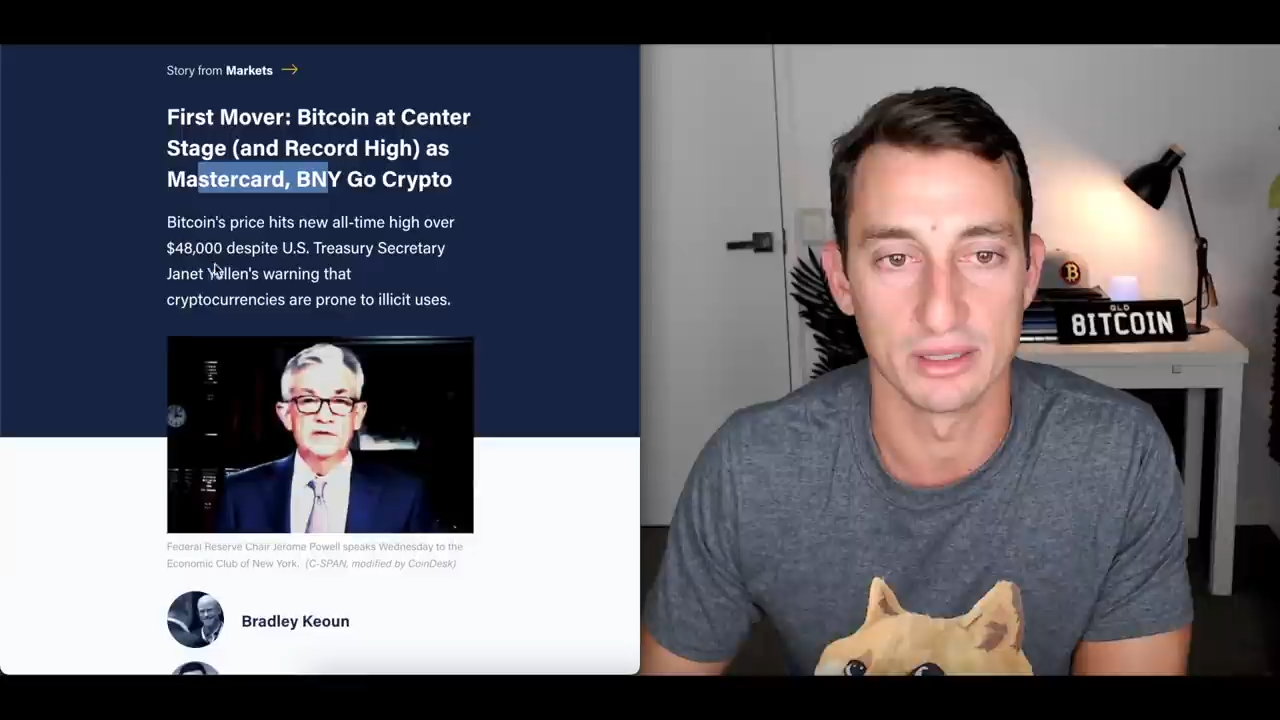 Story from Markets →
First Mover: Bitcoin at Center
Stage (and Record High) as
Mastercard, BNY Go Crypto
Bitcoin's price hits new all-time high over
$48,000 despite U.S. Treasury Secretary
Janet Yellen's warning that
cryptocurrencies are prone to illicit uses.
Federal Reserve Chair Jerome Powell speaks Wednesday to the
Economic Club of New York. (C-SPAN, modified by CoinDesk)
Bradley Keoun
QLD
8ITCOIN